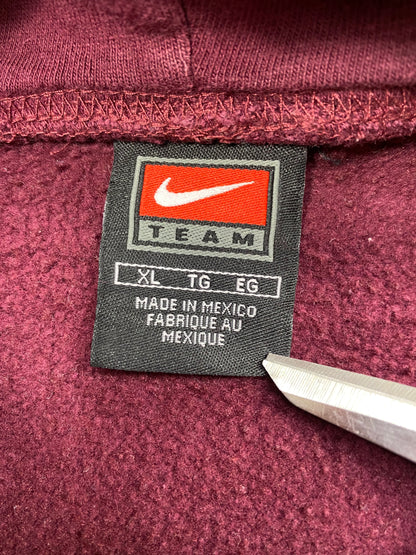 TEAM
XL TG EG
MADE IN MEXICO
FABRIQUE AU
MEXIQUE